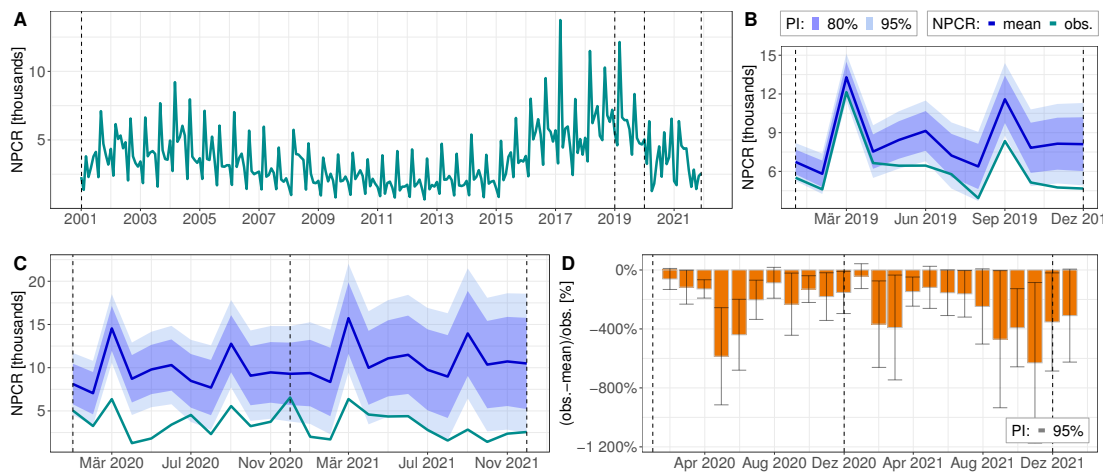 A
NPCR [thousands]
10
5
2001 2003 2005 2007 2009 2011 2013 2015 2017 2019 2021
B
PI: 80% 95%
NPCR: mean obs.
NPCR [thousands]
15
12
9
6
Mär 2019 Jun 2019 Sep 2019 Dez 201
C
NPCR [thousands]
20
15
10
5
Mär 2020 Jul 2020 Nov 2020 Mär 2021 Jul 2021 Nov 2021
D
(obs.−mean)/obs. [%]
0%
−400%
−800%
−1 200%
PI: 95%
Apr 2020 Aug 2020 Dez 2020 Apr 2021 Aug 2021 Dez 2021